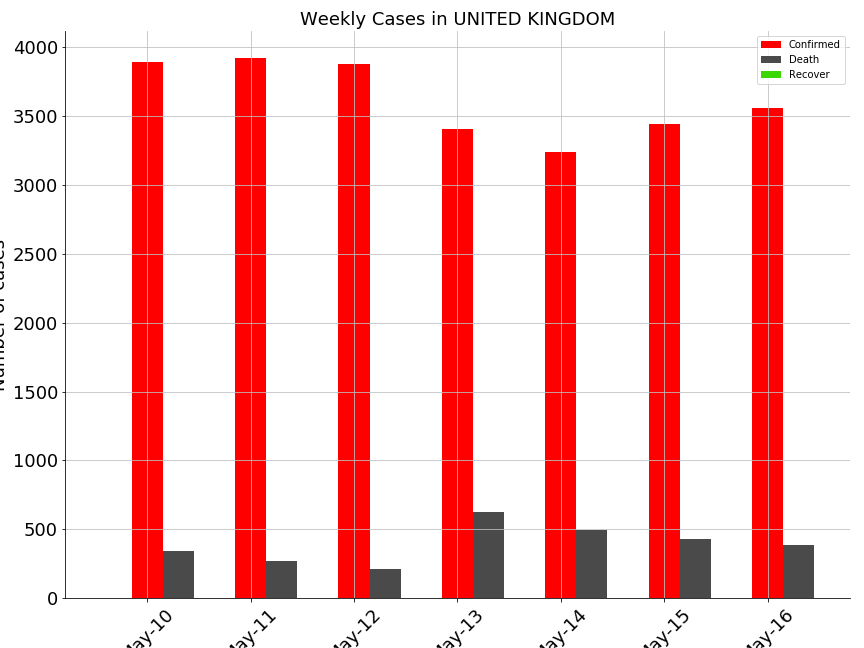 Weekly Cases in UNITED KINGDOM
Confirmed
Death
Recover
4000
3500
3000
2500
2000
1500
1000
500
0
Number of cases
May-10
May-11
May-12
May-13
May-14
May-15
May-16